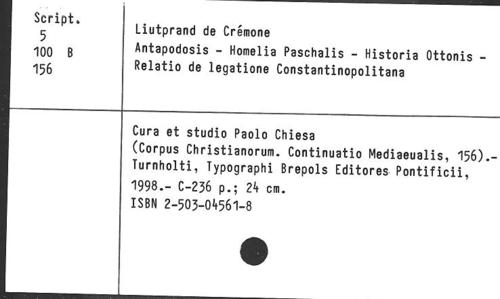 Script.
5
100 B
156
Liutprand de Crémone
Antapodosis - Homelia Paschalis - Historia Ottonis -
Relatio de legatione Constantinopolitana
Cura et studio Paolo Chiesa
(Corpus Christianorum. Continuatio Mediaeualis, 156).-
Turnholti, Typographi Brepols Editores Pontificii,
1998.- C-236 p.; 24 cm.
ISBN 2-503-04561-8